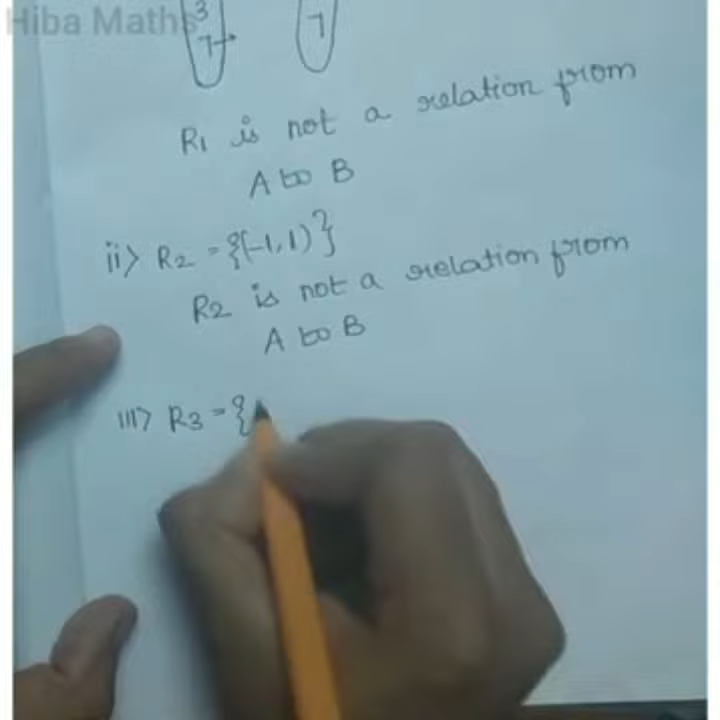 Hiba Maths
3
7
7
R1 is not a relation from
A to B
ii> R2 = {(-1,1)}
R2 is not a relation from
A to B
iii> R3 = {